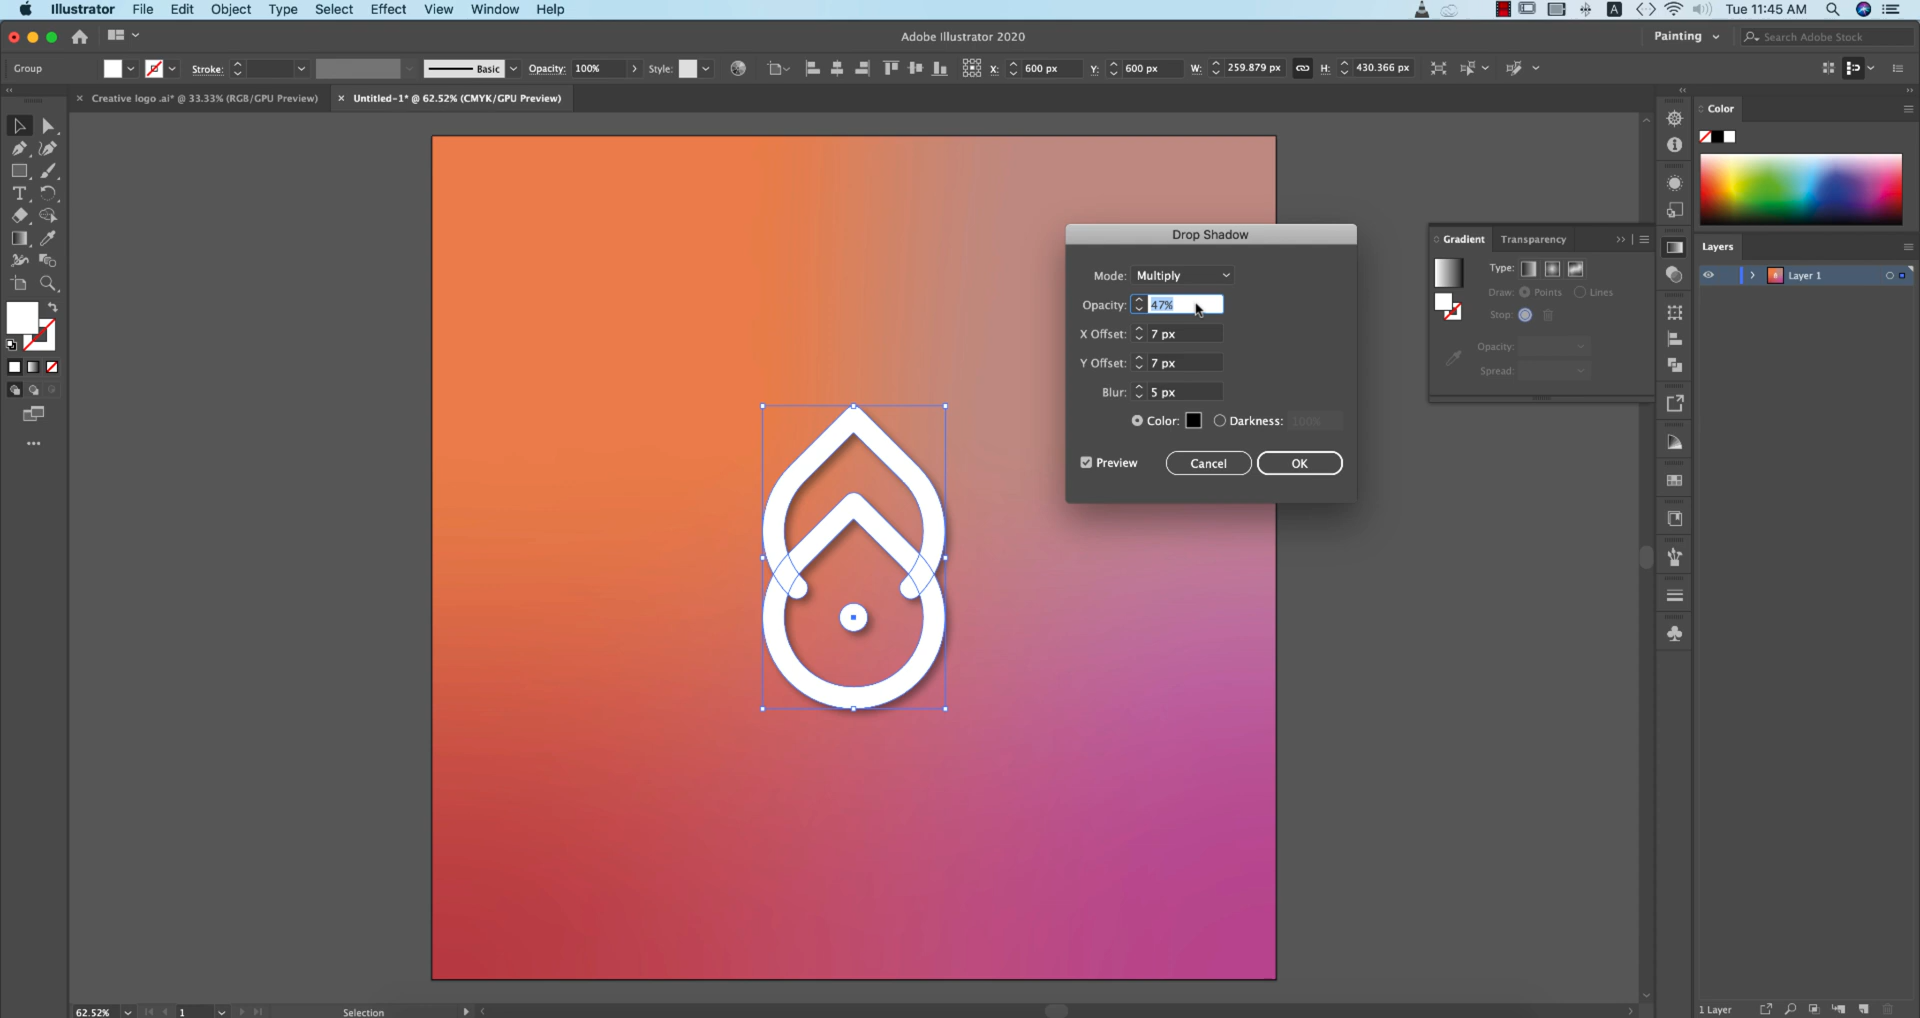 Illustrator File Edit Object Type Select Effect View Window Help A Tue 11:45 AM
Adobe Illustrator 2020 Painting Search Adobe Stock
Group Stroke: Basic Opacity: 100% Style: X: 600 px Y: 600 px W: 259.879 px H: 430.366 px
× Creative logo .ai* @ 33.33% (RGB/GPU Preview) × Untitled-1* @ 62.52% (CMYK/GPU Preview)
Color
Drop Shadow
Mode: Multiply
Opacity: 47%
X Offset: 7 px
Y Offset: 7 px
Blur: 5 px
Color: Darkness: 100%
Preview Cancel OK
Gradient Transparency
Type:
Draw: Points Lines
Stop:
Opacity:
Spread:
Layers
Layer 1
62.52% 1 Selection
1 Layer